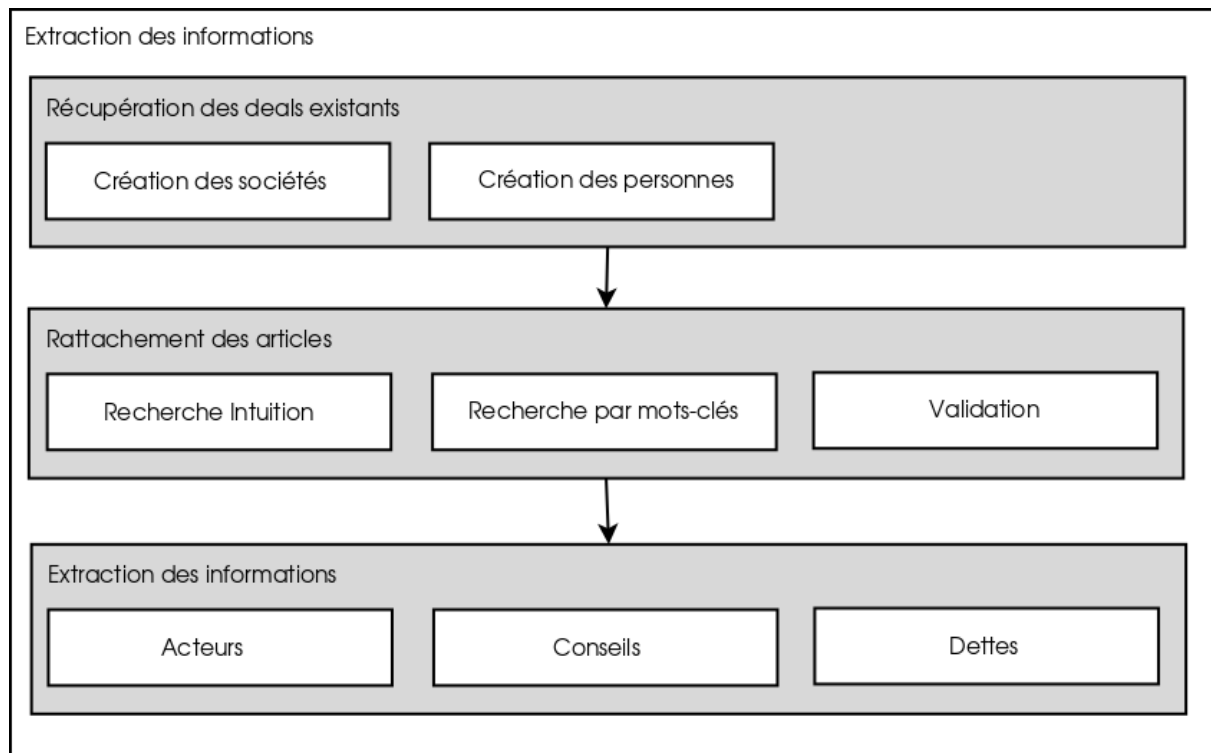 Extraction des informations
Récupération des deals existants
Création des sociétés
Création des personnes
Rattachement des articles
Recherche Intuition
Recherche par mots-clés
Validation
Extraction des informations
Acteurs
Conseils
Dettes